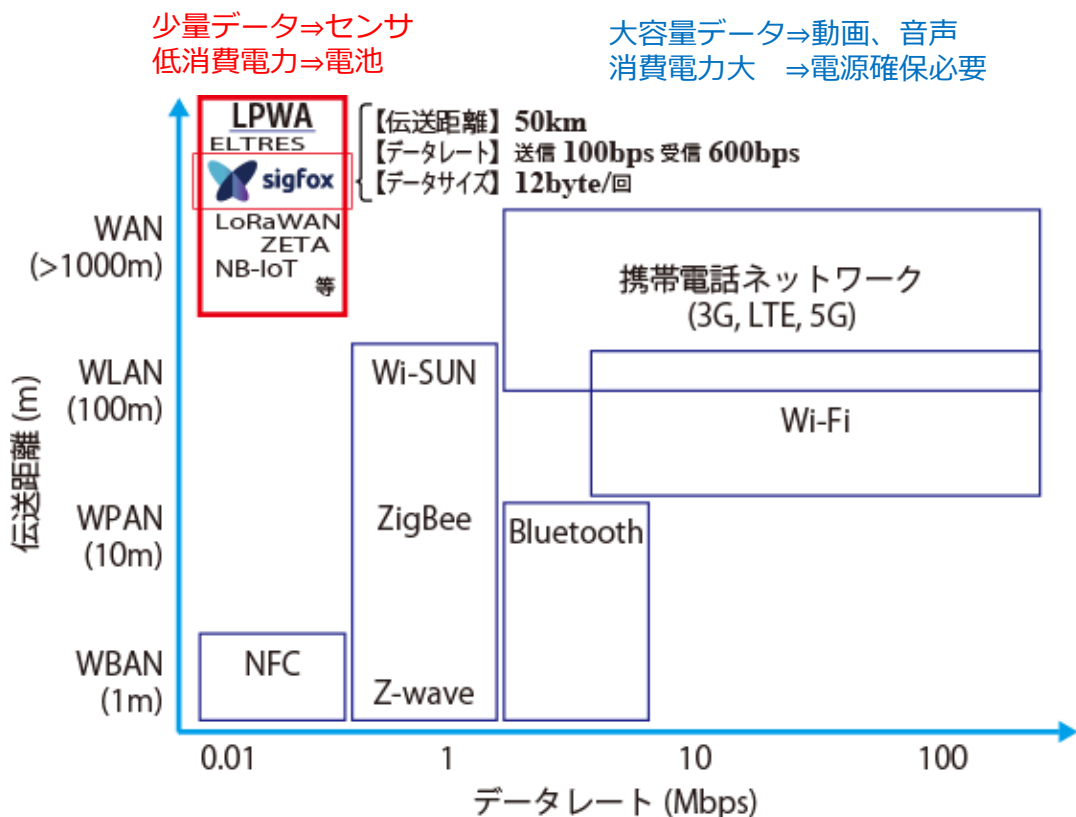 少量データ⇒センサ
低消費電力⇒電池
大容量データ⇒動画、音声
消費電力大　⇒電源確保必要
LPWA
ELTRES
sigfox
LoRaWAN
ZETA
NB-IoT
等
【伝送距離】 50km
【データレート】 送信 100bps 受信 600bps
【データサイズ】 12byte/回
伝送距離 (m)
WAN
(>1000m)
WLAN
(100m)
WPAN
(10m)
WBAN
(1m)
携帯電話ネットワーク
(3G, LTE, 5G)
Wi-Fi
Wi-SUN
ZigBee
Z-wave
Bluetooth
NFC
0.01
1
10
100
データレート (Mbps)